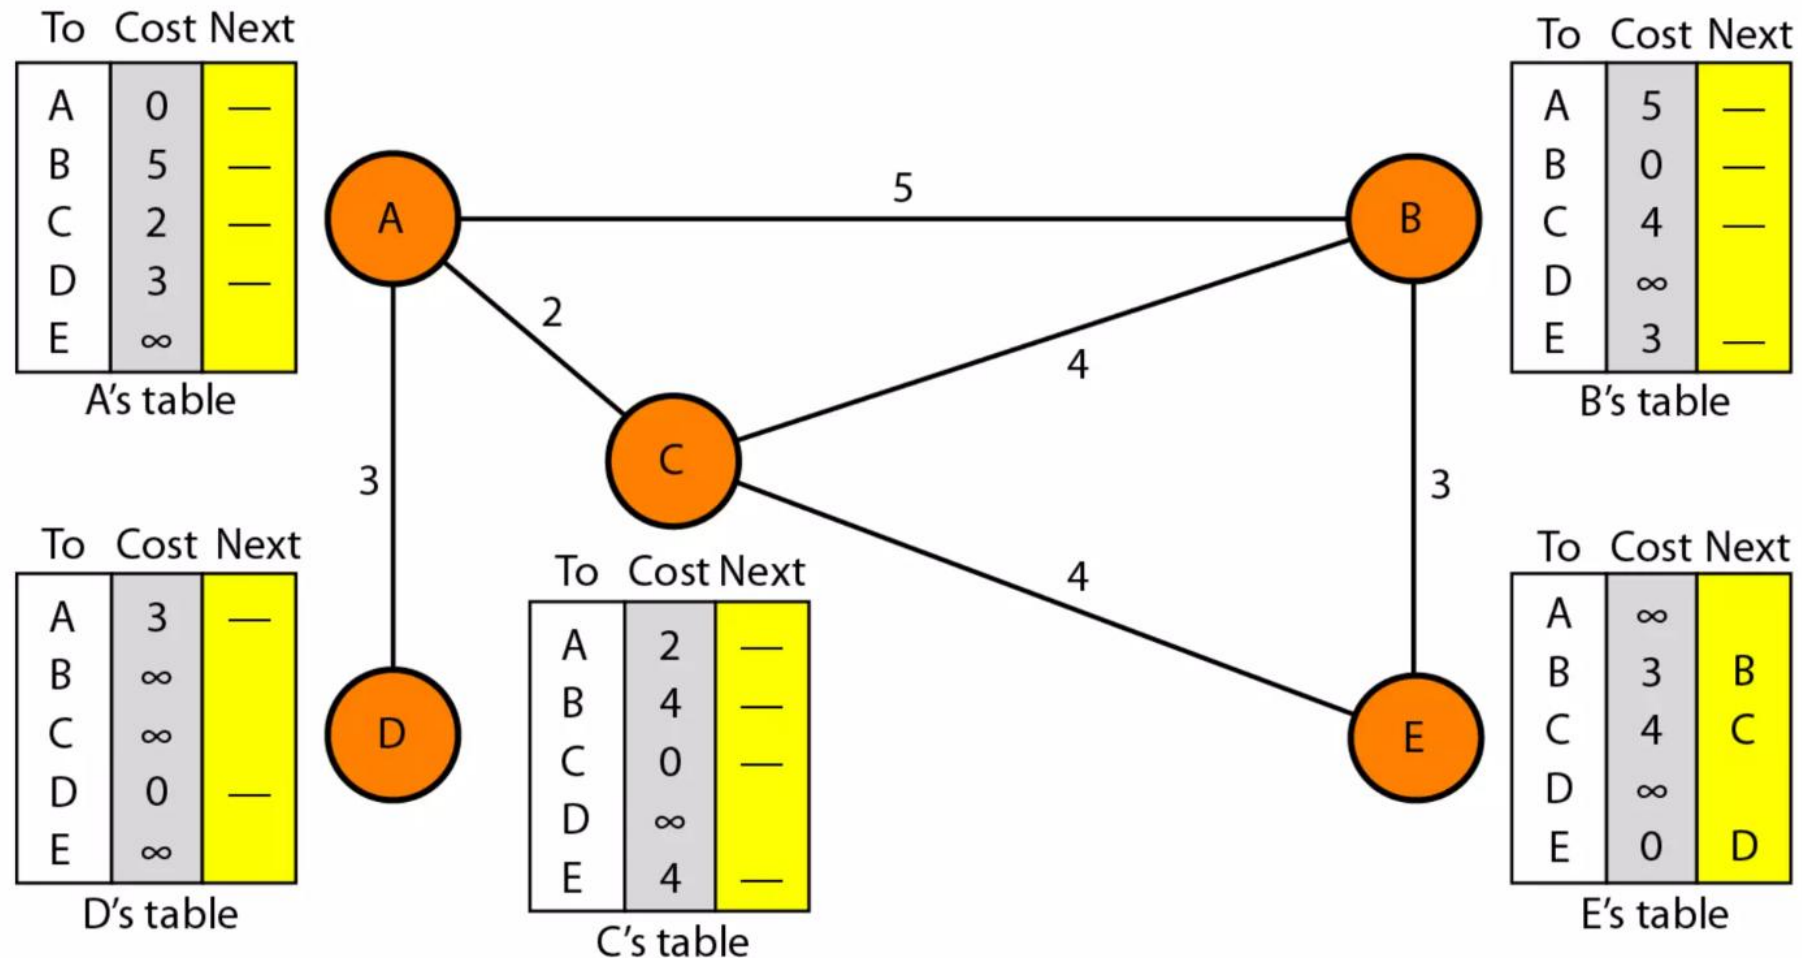 To Cost Next
A 0 —
B 5 —
C 2 —
D 3 —
E ∞
A's table
To Cost Next
A 5 —
B 0 —
C 4 —
D ∞
E 3 —
B's table
A
5
B
2
4
C
3
3
4
D
E
To Cost Next
A 3 —
B ∞
C ∞
D 0 —
E ∞
D's table
To Cost Next
A 2 —
B 4 —
C 0 —
D ∞
E 4 —
C's table
To Cost Next
A ∞
B 3 B
C 4 C
D ∞
E 0 D
E's table